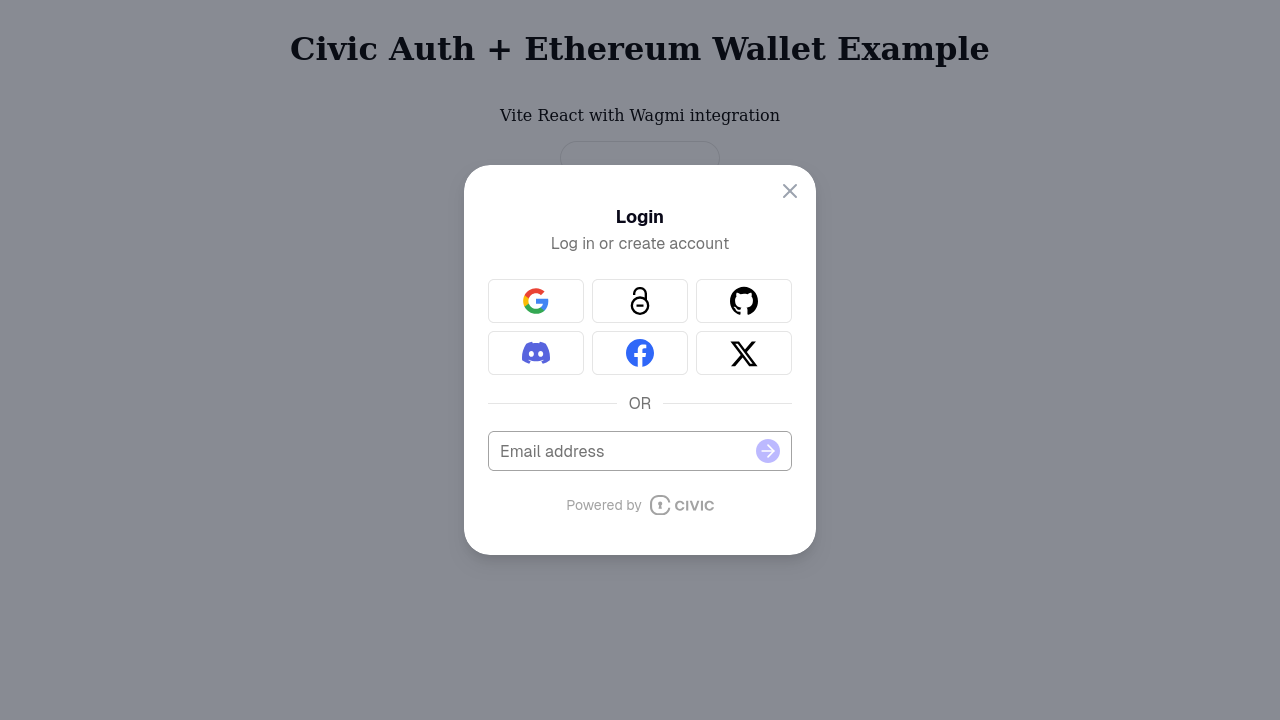 Civic Auth + Ethereum Wallet Example
Vite React with Wagmi integration
Login
Log in or create account
OR
Email address
Powered by CIVIC